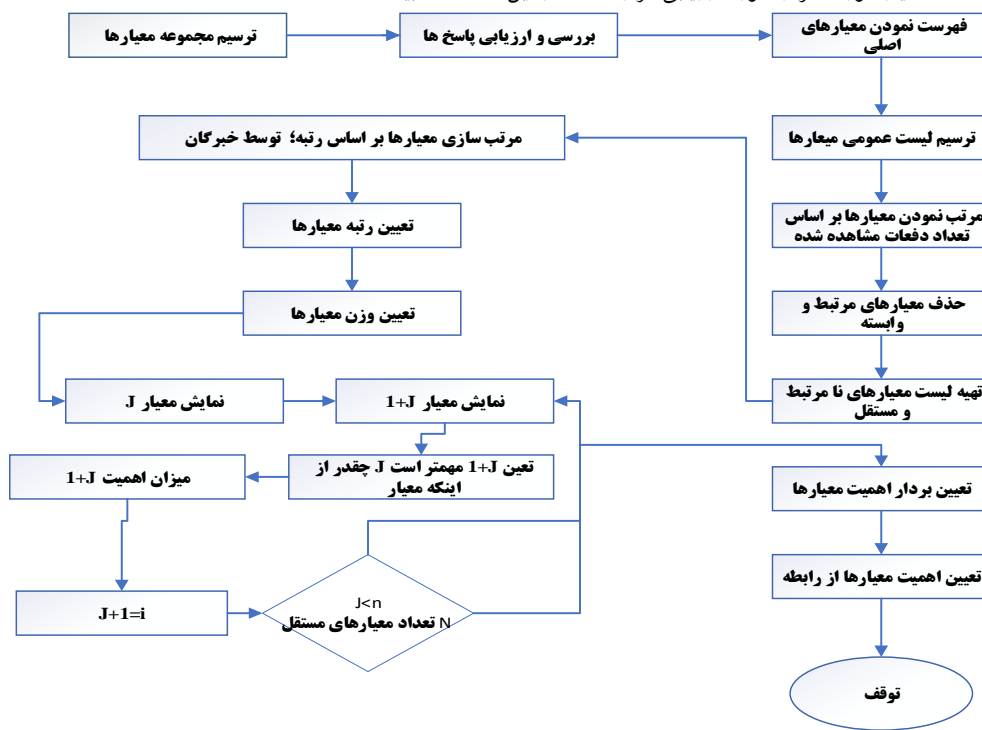 ترسیم مجموعه معیارها
بررسی و ارزیابی پاسخ ها
فهرست نمودن معیارهای
اصلی
ترسیم لیست عمومی میعارها
مرتب نمودن معیارها بر اساس
تعداد دفعات مشاهده شده
حذف معیارهای مرتبط و
وابسته
تهیه لیست معیارهای نا مرتبط
و مستقل
مرتب سازی معیارها بر اساس رتبه؛ توسط خبرگان
تعیین رتبه معیارها
تعیین وزن معیارها
نمایش معیار J
نمایش معیار 1+J
تعین 1+J مهمتر است J چقدر از
اینکه معیار
میزان اهمیت 1+J
J+1=i
J<n
N تعداد معیارهای مستقل
تعیین بردار اهمیت معیارها
تعیین اهمیت معیارها از رابطه
توقف